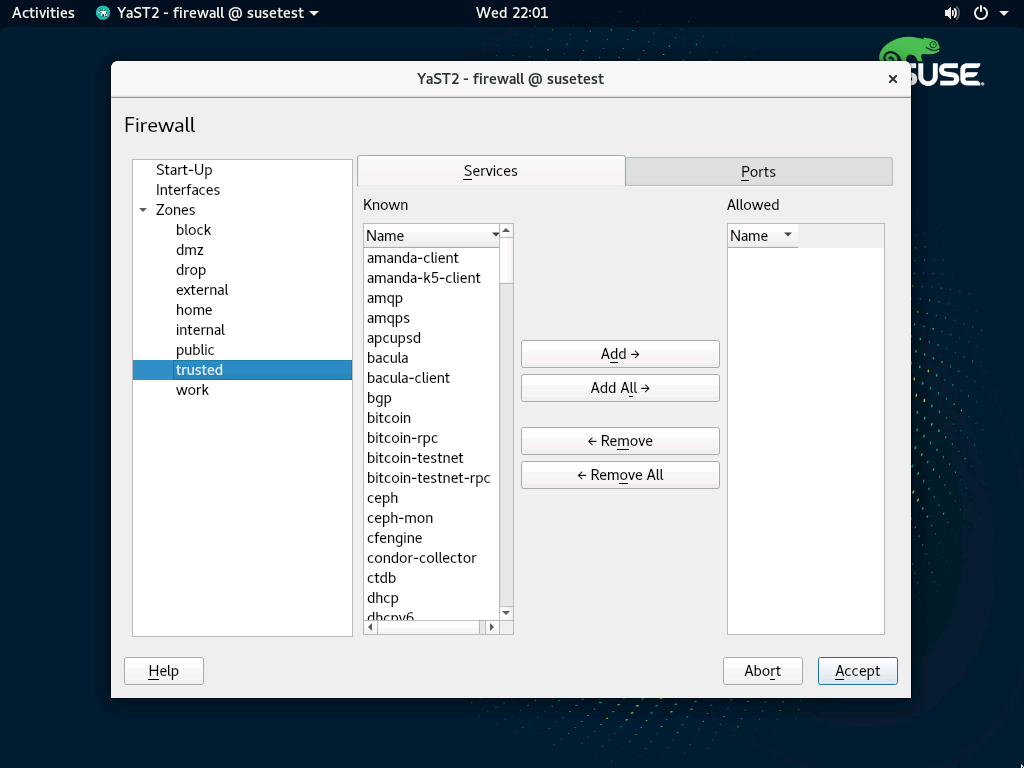 Activities YaST2 - firewall @ susetest Wed 22:01
SUSE.
YaST2 - firewall @ susetest
Firewall
Start-Up
Interfaces
Zones
block
dmz
drop
external
home
internal
public
trusted
work
Services
Ports
Known
Name
amanda-client
amanda-k5-client
amqp
amqps
apcupsd
bacula
bacula-client
bgp
bitcoin
bitcoin-rpc
bitcoin-testnet
bitcoin-testnet-rpc
ceph
ceph-mon
cfengine
condor-collector
ctdb
dhcp
dhcpv6
Add →
Add All →
← Remove
← Remove All
Allowed
Name
Help
Abort
Accept